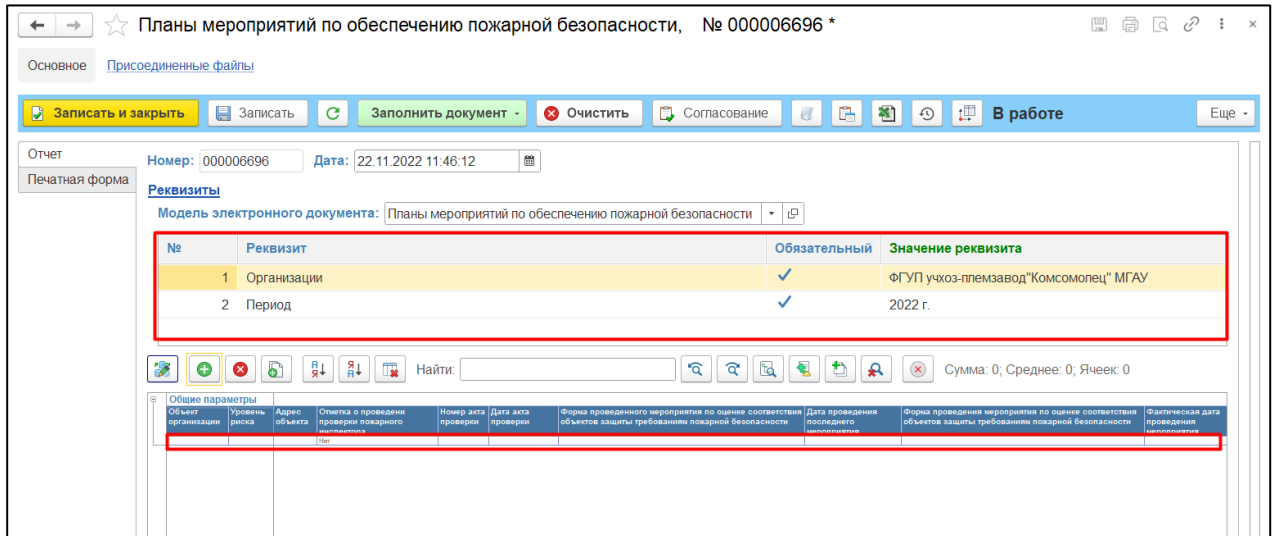 Планы мероприятий по обеспечению пожарной безопасности, № 000006696 *
Основное Присоединенные файлы
Записать и закрыть Записать Заполнить документ Очистить Согласование В работе Еще
Отчет
Печатная форма
Номер: 000006696 Дата: 22.11.2022 11:46:12
Реквизиты
Модель электронного документа: Планы мероприятий по обеспечению пожарной безопасности
№ Реквизит Обязательный Значение реквизита
1 Организации ФГУП учхоз-племзавод"Комсомолец" МГАУ
2 Период 2022 г.
Найти: Сумма: 0; Среднее: 0; Ячеек: 0
Общие параметры
Объект Уровень Адрес Отметка о проведени Номер акта Дата акта Форма проведенного мероприятия по оценке соответствия Дата проведения Форма проведения мероприятия по оценке соответствия Фактическая дата
организации риска объекта проверки пожарного проверки проверки объектов защиты требованиям пожарной безопасности последнего объектов защиты требованиям пожарной безопасности проведения
инспектора мероприятия мероприятия
Нет